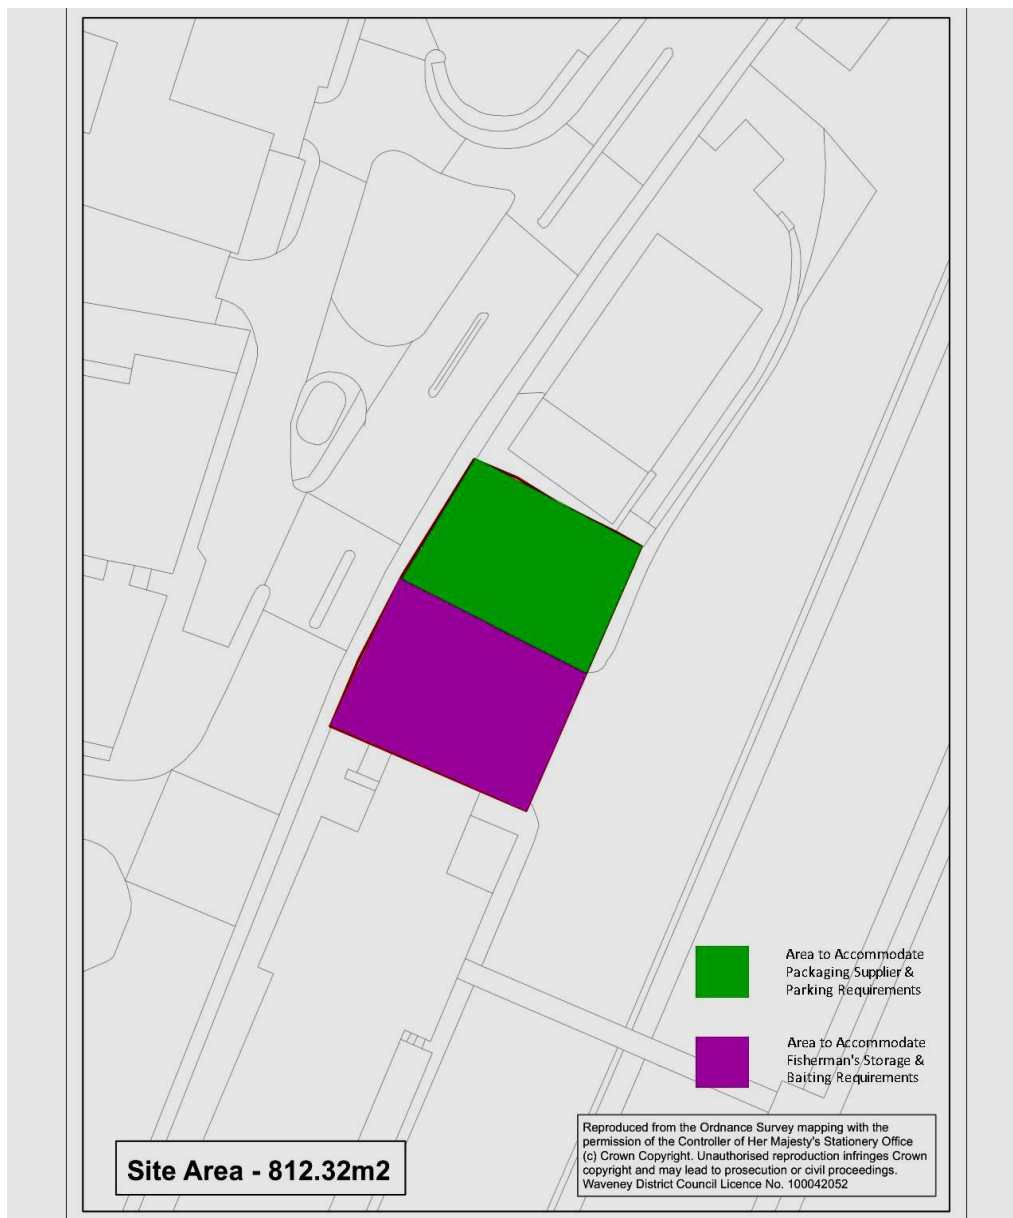 Area to Accommodate
Packaging Supplier &
Parking Requirements
Area to Accommodate
Fisherman's Storage &
Baiting Requirements
Reproduced from the Ordnance Survey mapping with the
permission of the Controller of Her Majesty's Stationery Office
(c) Crown Copyright. Unauthorised reproduction infringes Crown
copyright and may lead to prosecution or civil proceedings.
Waveney District Council Licence No. 100042052
Site Area - 812.32m2